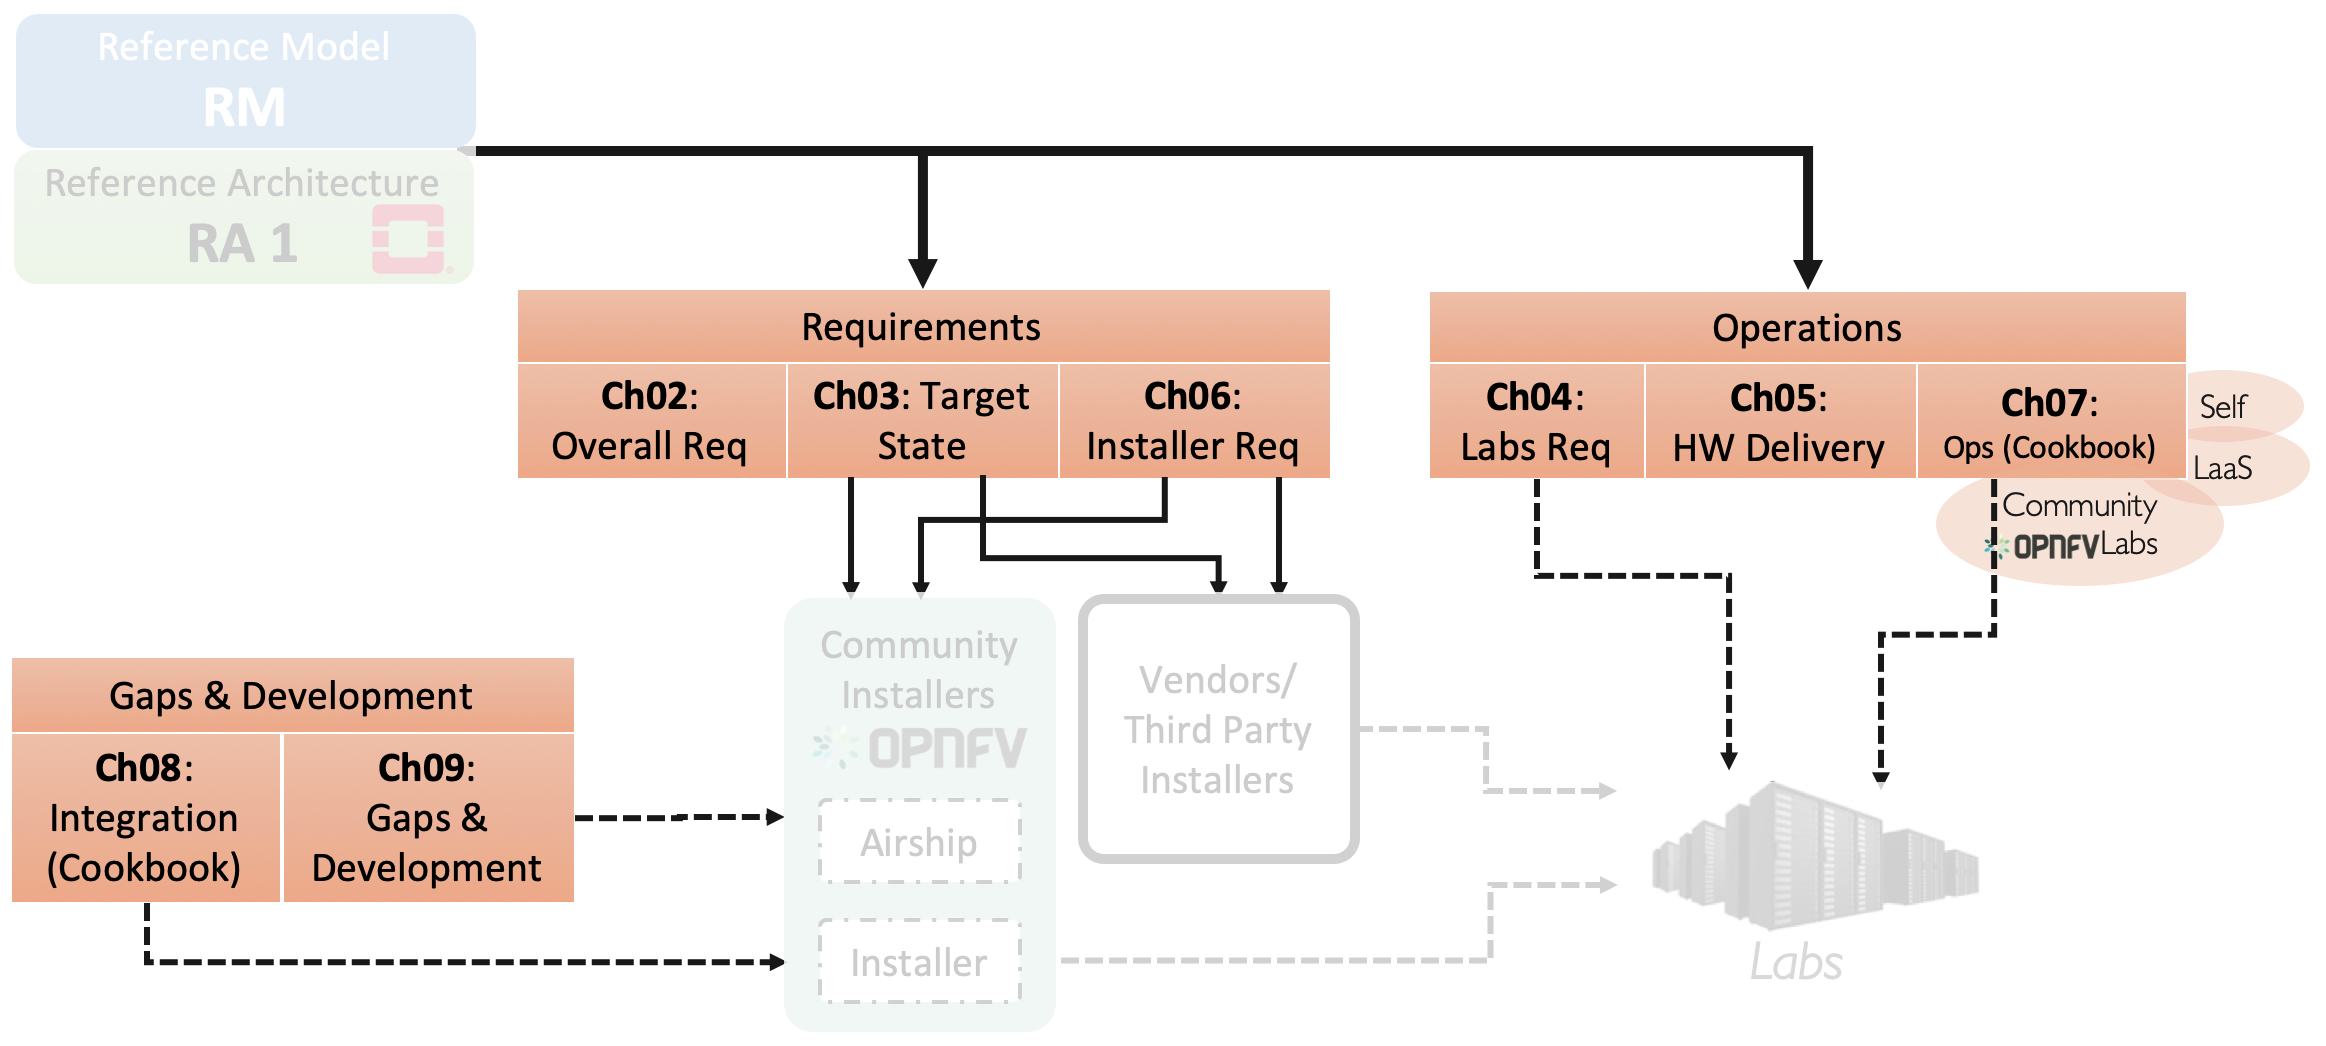 Reference Model
RM
Reference Architecture
RA 1
Requirements
Ch02:
Overall Req
Ch03: Target
State
Ch06:
Installer Req
Operations
Ch04:
Labs Req
Ch05:
HW Delivery
Ch07:
Ops (Cookbook)
Self
LaaS
Community
OPNFV Labs
Gaps & Development
Ch08:
Integration
(Cookbook)
Ch09:
Gaps &
Development
Community
Installers
OPNFV
Airship
Installer
Vendors/
Third Party
Installers
Labs